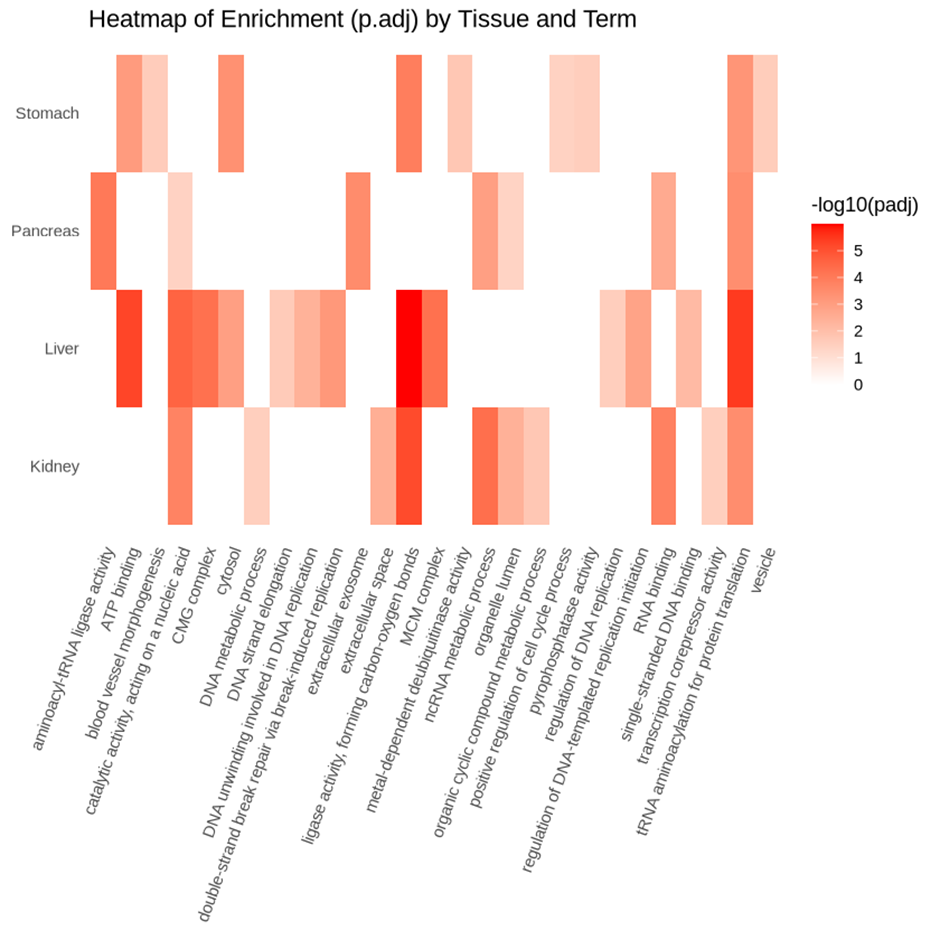 Heatmap of Enrichment (p.adj) by Tissue and Term
Stomach
Pancreas
Liver
Kidney
-log10(padj)
5
4
3
2
1
0
aminoacyl-tRNA ligase activity
ATP binding
blood vessel morphogenesis
catalytic activity, acting on a nucleic acid
CMG complex
cytosol
DNA metabolic process
DNA strand elongation
DNA unwinding involved in DNA replication
double-strand break repair via break-induced replication
extracellular exosome
extracellular space
ligase activity, forming carbon-oxygen bonds
MCM complex
metal-dependent deubiquitinase activity
ncRNA metabolic process
organelle lumen
organic cyclic compound metabolic process
positive regulation of cell cycle process
pyrophosphatase activity
regulation of DNA replication
regulation of DNA-templated replication initiation
RNA binding
single-stranded DNA binding
transcription corepressor activity
tRNA aminoacylation for protein translation
vesicle